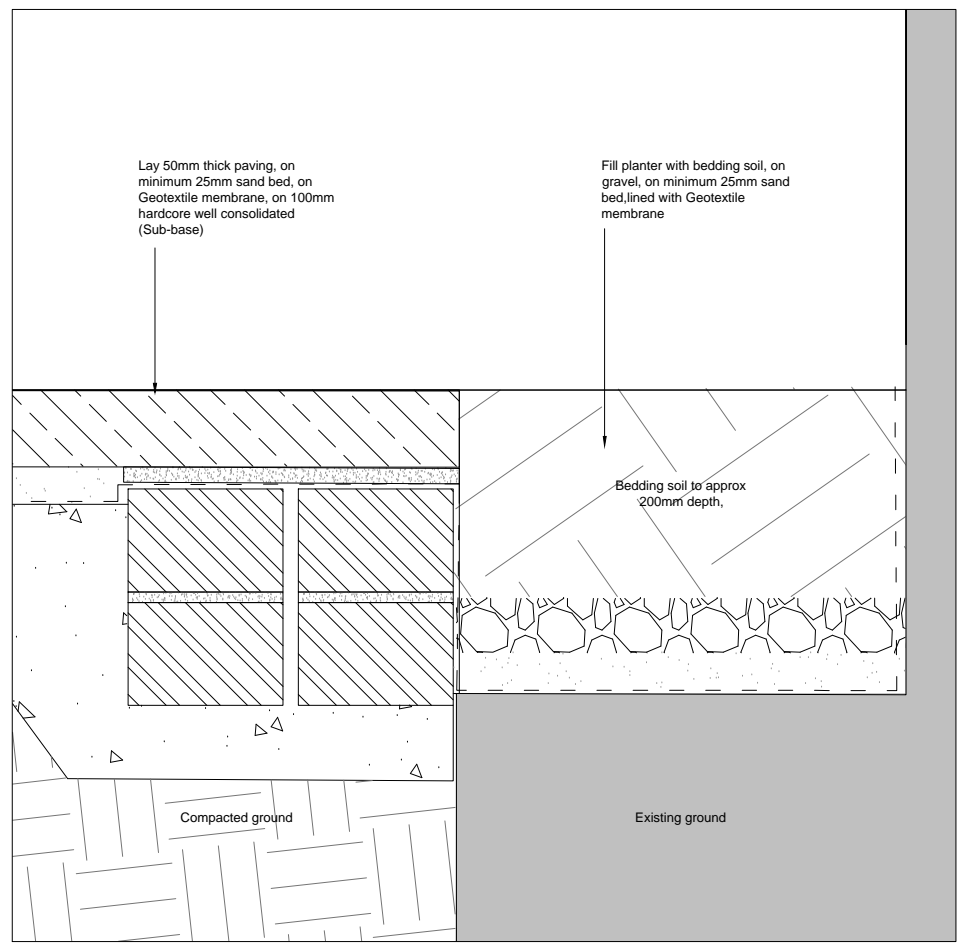 Lay 50mm thick paving, on
minimum 25mm sand bed, on
Geotextile membrane, on 100mm
hardcore well consolidated
(Sub-base)
Fill planter with bedding soil, on
gravel, on minimum 25mm sand
bed,lined with Geotextile
membrane
Bedding soil to approx
200mm depth,
Compacted ground
Existing ground